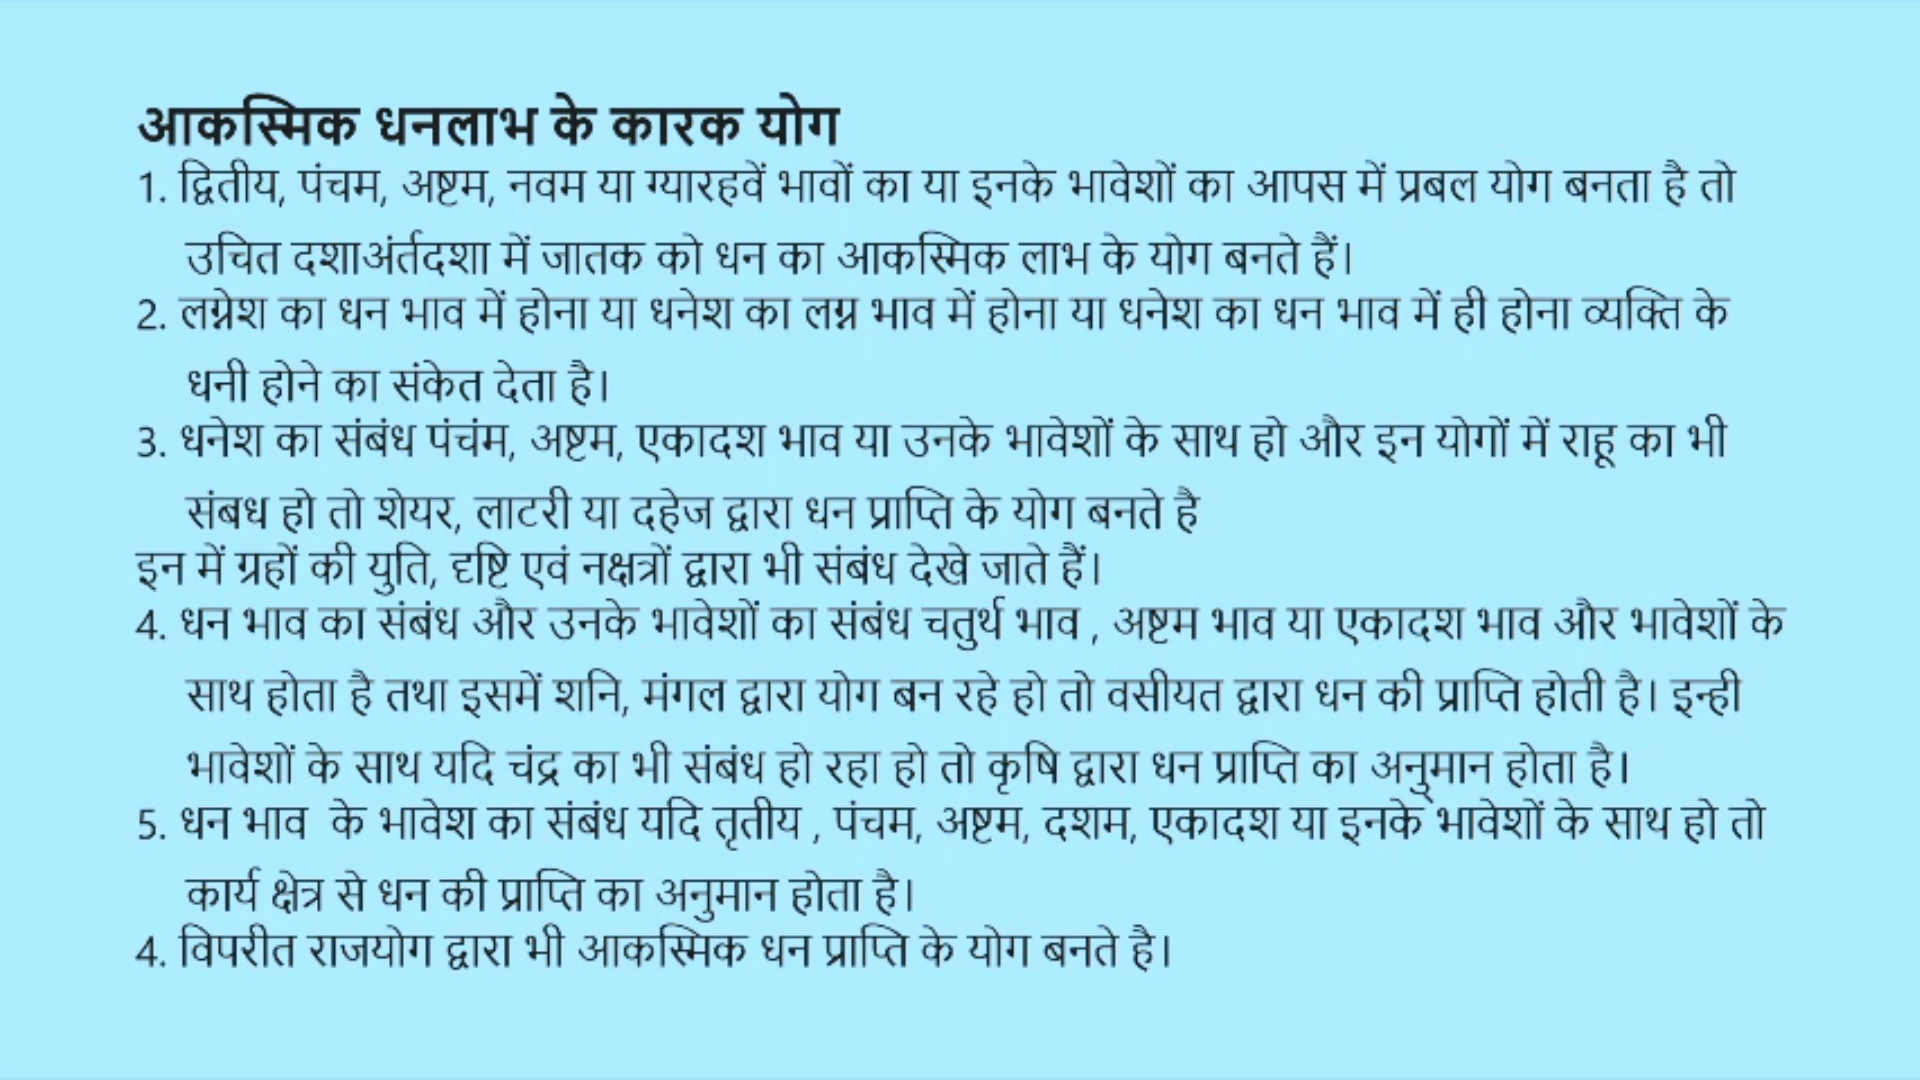 आकस्मिक धनलाभ के कारक योग
1. द्वितीय, पंचम, अष्टम, नवम या ग्यारहवें भावों का या इनके भावेशों का आपस में प्रबल योग बनता है तो
उचित दशाअंर्तदशा में जातक को धन का आकस्मिक लाभ के योग बनते हैं।
2. लग्नेश का धन भाव में होना या धनेश का लग्न भाव में होना या धनेश का धन भाव में ही होना व्यक्ति के
धनी होने का संकेत देता है।
3. धनेश का संबंध पंचंम, अष्टम, एकादश भाव या उनके भावेशों के साथ हो और इन योगों में राहू का भी
संबध हो तो शेयर, लाटरी या दहेज द्वारा धन प्राप्ति के योग बनते है
इन में ग्रहों की युति, दृष्टि एवं नक्षत्रों द्वारा भी संबंध देखे जाते हैं।
4. धन भाव का संबंध और उनके भावेशों का संबंध चतुर्थ भाव , अष्टम भाव या एकादश भाव और भावेशों के
साथ होता है तथा इसमें शनि, मंगल द्वारा योग बन रहे हो तो वसीयत द्वारा धन की प्राप्ति होती है। इन्ही
भावेशों के साथ यदि चंद्र का भी संबंध हो रहा हो तो कृषि द्वारा धन प्राप्ति का अनुमान होता है।
5. धन भाव  के भावेश का संबंध यदि तृतीय , पंचम, अष्टम, दशम, एकादश या इनके भावेशों के साथ हो तो
कार्य क्षेत्र से धन की प्राप्ति का अनुमान होता है।
4. विपरीत राजयोग द्वारा भी आकस्मिक धन प्राप्ति के योग बनते है।